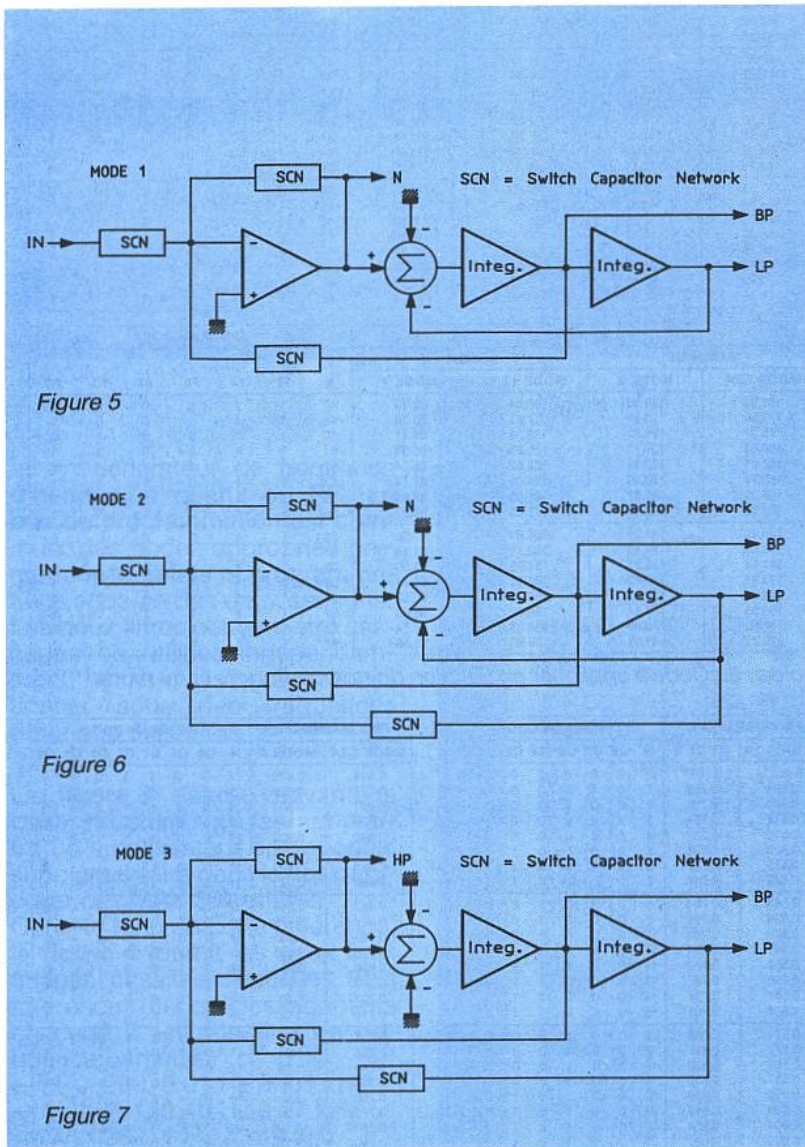 MODE 1
SCN
N
SCN = Switch Capacitor Network
BP
IN
SCN
-
-
+
Σ
Integ.
Integ.
LP
+
-
SCN
Figure 5
MODE 2
SCN
N
SCN = Switch Capacitor Network
BP
IN
SCN
-
-
+
Σ
Integ.
Integ.
LP
+
-
SCN
SCN
Figure 6
MODE 3
SCN
HP
SCN = Switch Capacitor Network
BP
IN
SCN
-
-
+
Σ
Integ.
Integ.
LP
+
-
SCN
SCN
Figure 7